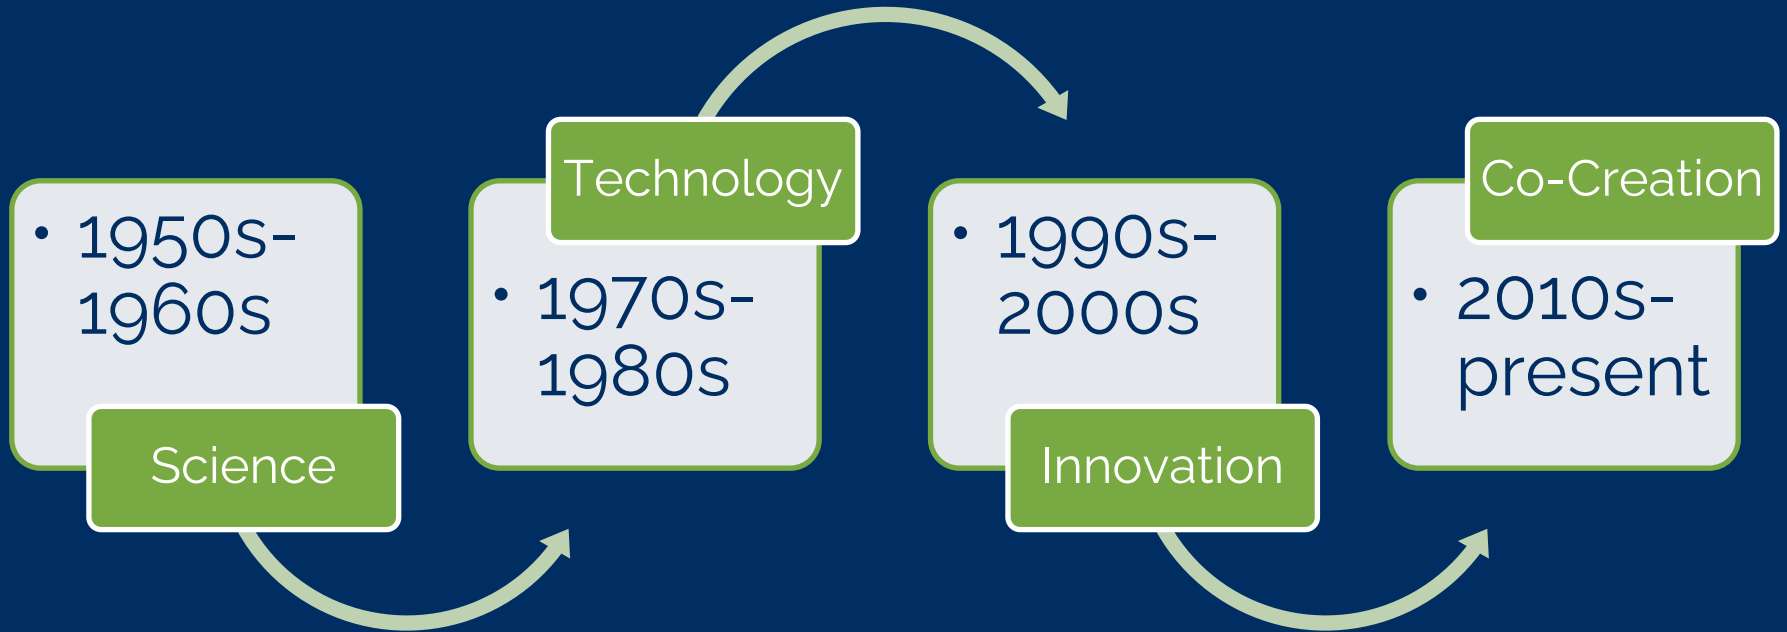 • 1950s-
1960s
Science
Technology
• 1970s-
1980s
• 1990s-
2000s
Innovation
Co-Creation
• 2010s-
present